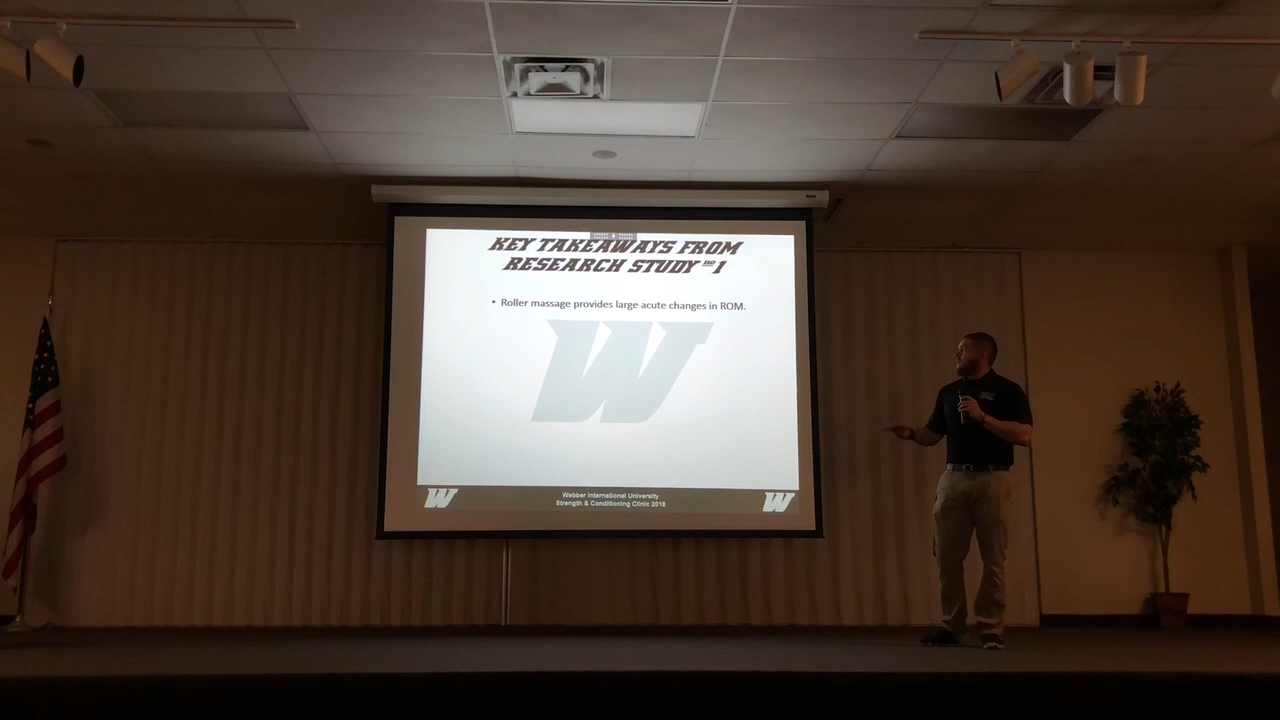 KEY TAKEAWAYS FROM
RESEARCH STUDY no 1
• Roller massage provides large acute changes in ROM.
W
W Webber International University W
Strength & Conditioning Clinic 2018